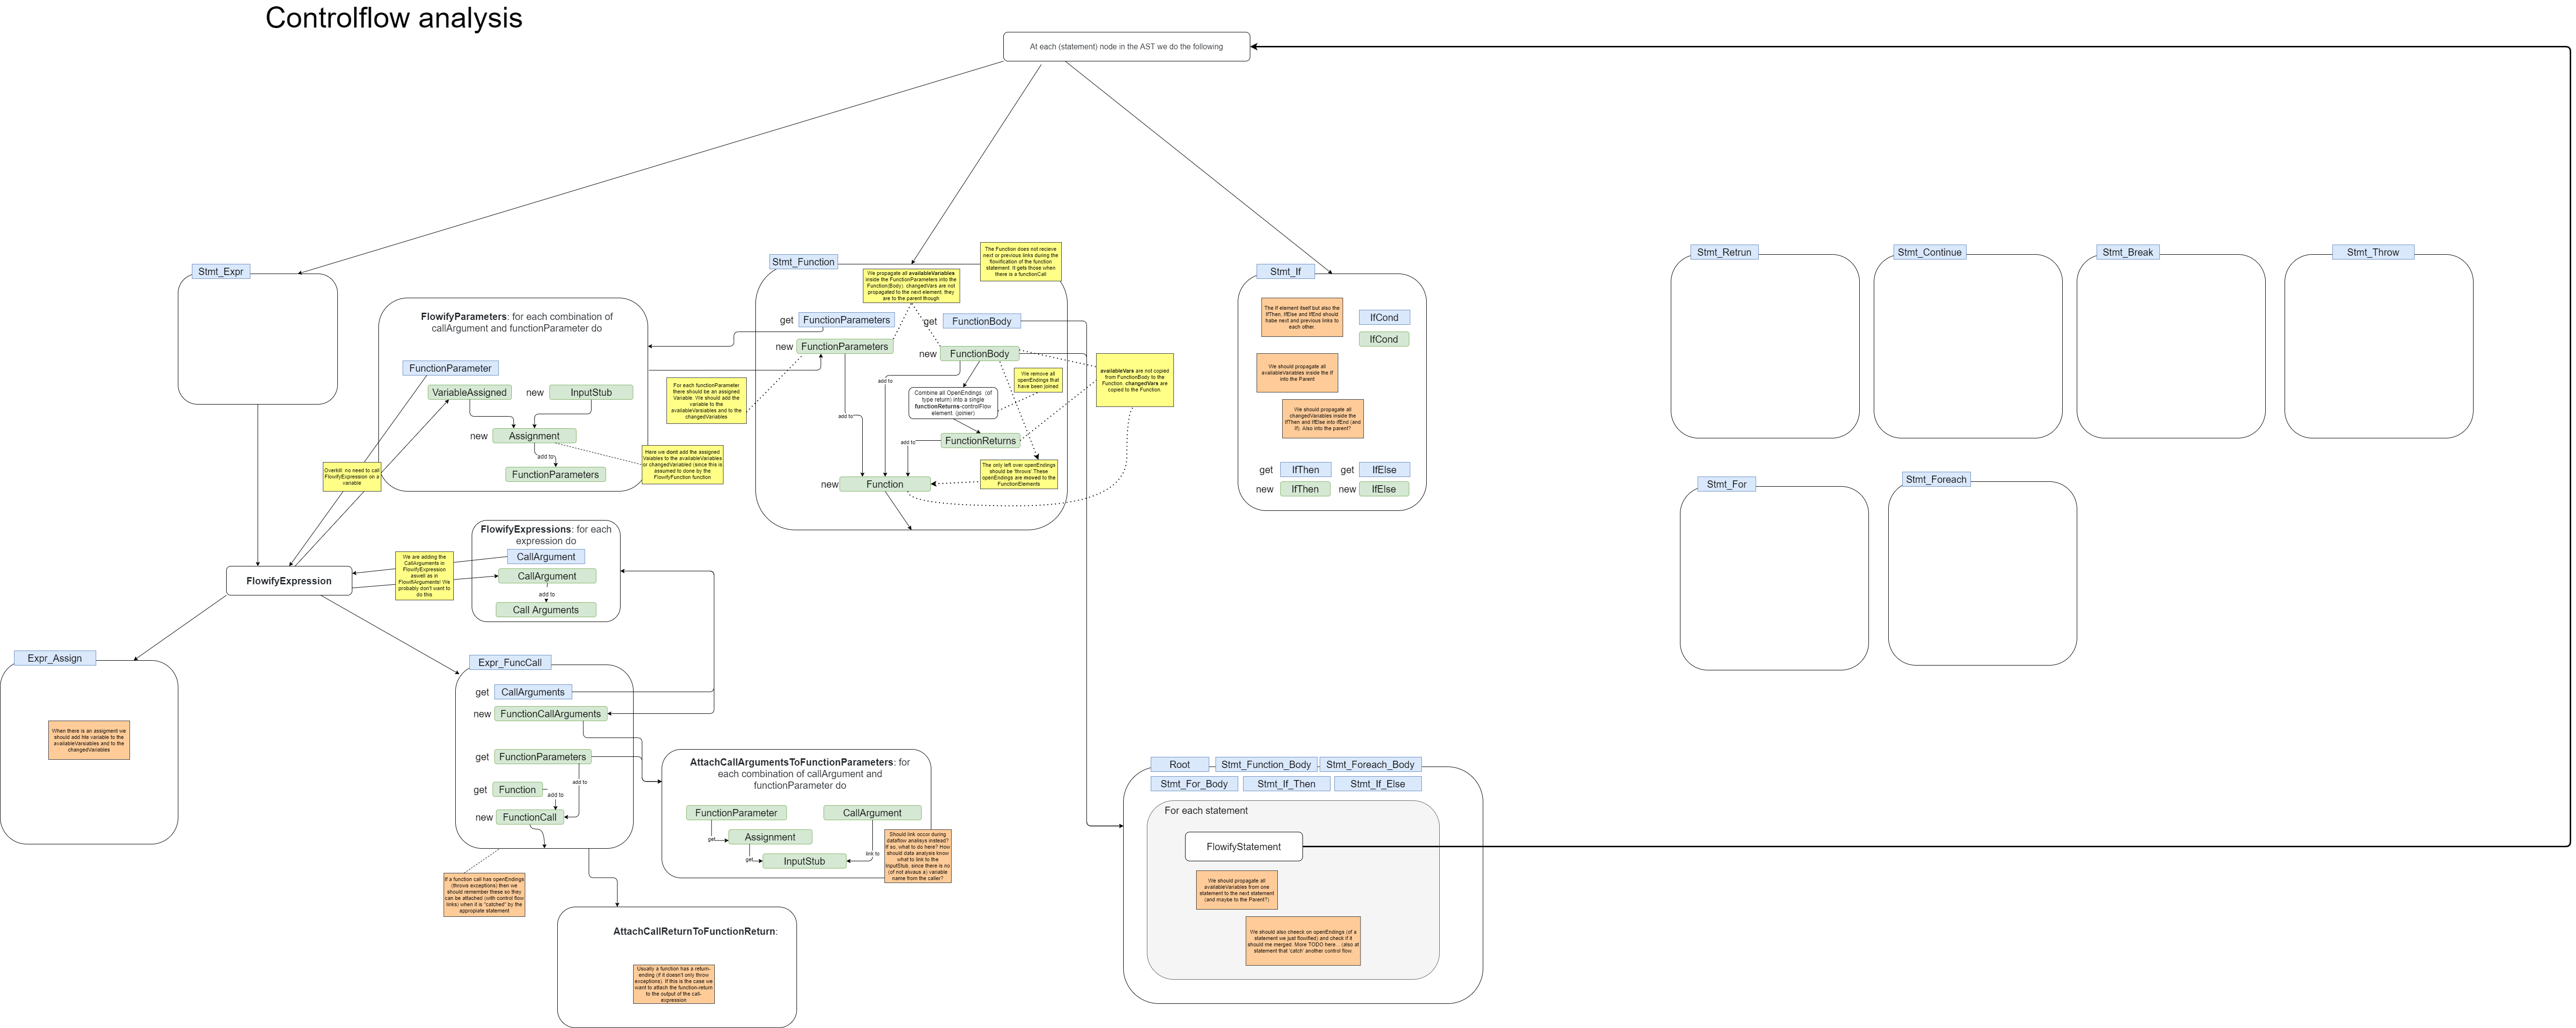 Controlflow analysis
At each (statement) node in the AST we do the following
Stmt_Expr
FlowifyParameters: for each combination of
callArgument and functionParameter do
FunctionParameter
VariableAssigned
new
InputStub
new
Assignment
add to
FunctionParameters
Overkill: no need to call
FlowifyExpression on a
variable
Here we dont add the assigned
Vaiables to the availableVariables
or changedVariabled (since this is
assumed to done by the
FlowifyFunction function
For each functionParameter
there should be an assigned
Variable. We should add the
variable to the
availableVarsiables and to the
changedVariables
Stmt_Function
We propagate all availableVariables
inside the FunctionParameters into the
Function(Body). changedVars are not
propagated to the next element, they
are to the parent though
The Function does not recieve
next or previous links during the
flowification of the function
statement. It gets those when
there is a functionCall
get
FunctionParameters
get
FunctionBody
new
FunctionParameters
new
FunctionBody
We remove all
openEndings that
have been joined
add to
Combine all OpenEndings (of
type return) into a single
functionReturns-controlFlow
element. (joinier)
add to
add to
FunctionReturns
The only left over openEndings
should be 'throws' These
openEndings are moved to the
FunctionElements
new
Function
availableVars are not copied
from FunctionBody to the
Function. changedVars are
copied to the Function.
Stmt_If
The If element itself but also the
IfThen, IfElse and IfEnd should
habe next and previous links to
each other.
IfCond
IfCond
We should propagate all
availableVariables inside the If
into the Parent
We should propagate all
changedVariables inside the
IfThen and IfElse into IfEnd (and
If). Also into the parent?
get
IfThen
get
IfElse
new
IfThen
new
IfElse
Stmt_Retrun
Stmt_Continue
Stmt_Break
Stmt_Throw
Stmt_For
Stmt_Foreach
FlowifyExpression
We are adding the
CallArguments in
FlowifyExpression
aswell as in
FlowifiArguments! We
probably don't want to
do this
FlowifyExpressions: for each
expression do
CallArgument
CallArgument
add to
Call Arguments
Expr_Assign
When there is an assigment we
should add hte variable to the
availableVarsiables and to the
changedVariables
Expr_FuncCall
get
CallArguments
new
FunctionCallArguments
get
FunctionParameters
add to
get
Function
add to
new
FunctionCall
If a function call has openEndings
(throws exceptions) then we
should remember these so they
can be attached (with control flow
links) when it is "catched" by the
appropiate statement
AttachCallArgumentsToFunctionParameters: for
each combination of callArgument and
functionParameter do
FunctionParameter
CallArgument
get
Assignment
get
InputStub
link to
Should link occor during
dataflow analisys instead?
If so, what to do here? How
should data analysis know
what to link to the
InputStub, since there is no
(of not alwaus a) variable
name from the caller?
AttachCallReturnToFunctionReturn:
Usually a function has a return-
ending (if it doesn't only throw
exceptions). If this is the case we
want to attach the function-return
to the output of the call-
expression
Root
Stmt_Function_Body
Stmt_Foreach_Body
Stmt_For_Body
Stmt_If_Then
Stmt_If_Else
For each statement
FlowifyStatement
We should propagate all
availableVariables from one
statement to the next statement
(and maybe to the Parent?)
We should also cheeck on openEndings (of a
statement we just flowified) and check if it
should me merged. More TODO here... (also at
statement that 'catch' another control flow.